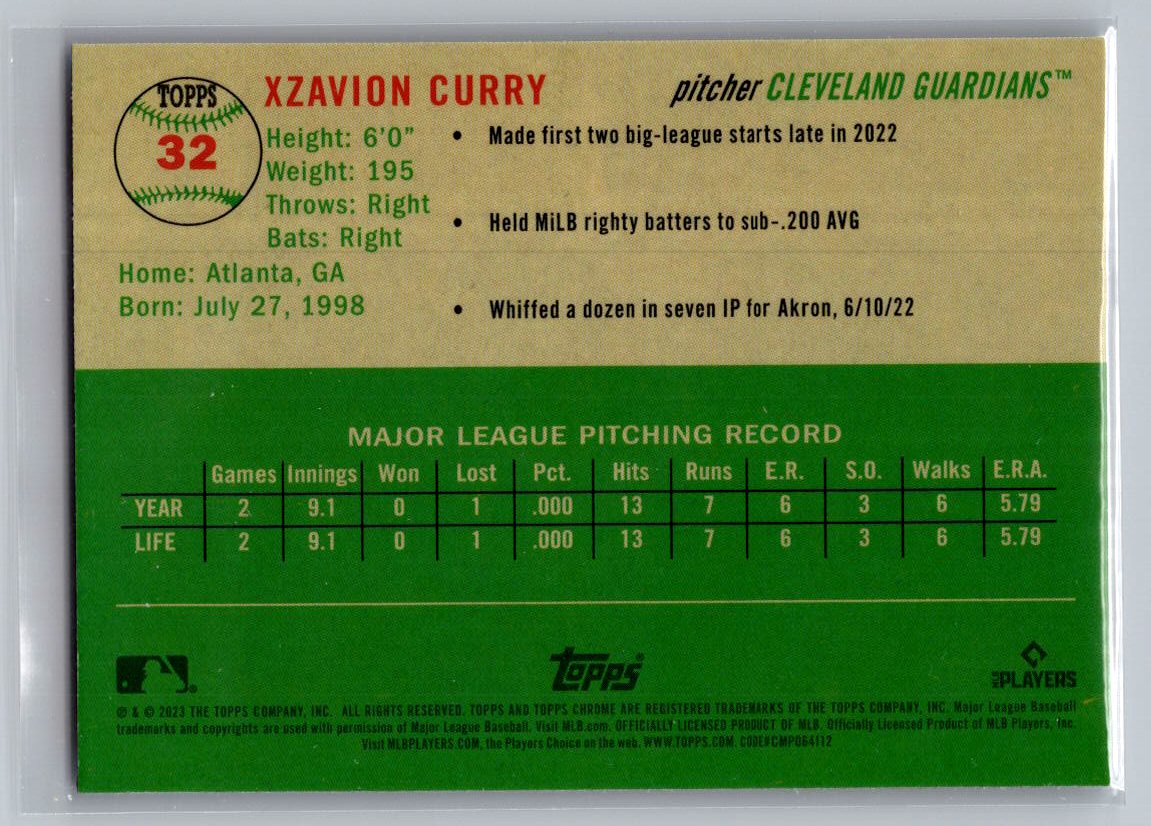 TOPPS
32
XZAVION CURRY
pitcher CLEVELAND GUARDIANS™
Height: 6'0"
Weight: 195
Throws: Right
Bats: Right
Home: Atlanta, GA
Born: July 27, 1998
• Made first two big-league starts late in 2022
• Held MiLB righty batters to sub-.200 AVG
• Whiffed a dozen in seven IP for Akron, 6/10/22
MAJOR LEAGUE PITCHING RECORD
Games Innings Won Lost Pct. Hits Runs E.R. S.O. Walks E.R.A.
YEAR 2 9.1 0 1 .000 13 7 6 3 6 5.79
LIFE 2 9.1 0 1 .000 13 7 6 3 6 5.79
topps®
MLB PLAYERS
® & © 2023 THE TOPPS COMPANY, INC. ALL RIGHTS RESERVED. TOPPS AND TOPPS CHROME ARE REGISTERED TRADEMARKS OF THE TOPPS COMPANY, INC. Major League Baseball
trademarks and copyrights are used with permission of Major League Baseball. Visit MLB.com. OFFICIALLY LICENSED PRODUCT OF MLB. Officially Licensed Product of MLB Players, Inc.
Visit MLBPLAYERS.COM, the Players Choice on the web. WWW.TOPPS.COM. CODE#CMP064112